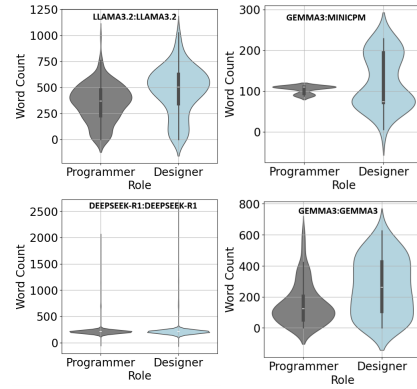 LLAMA3.2:LLAMA3.2
1250
1000
750
500
250
0
Word Count
Programmer Designer
Role
GEMMA3:MINICPM
300
200
100
0
Word Count
Programmer Designer
Role
DEEPSEEK-R1:DEEPSEEK-R1
2500
2000
1500
1000
500
0
Word Count
Programmer Designer
Role
GEMMA3:GEMMA3
800
600
400
200
0
Word Count
Programmer Designer
Role